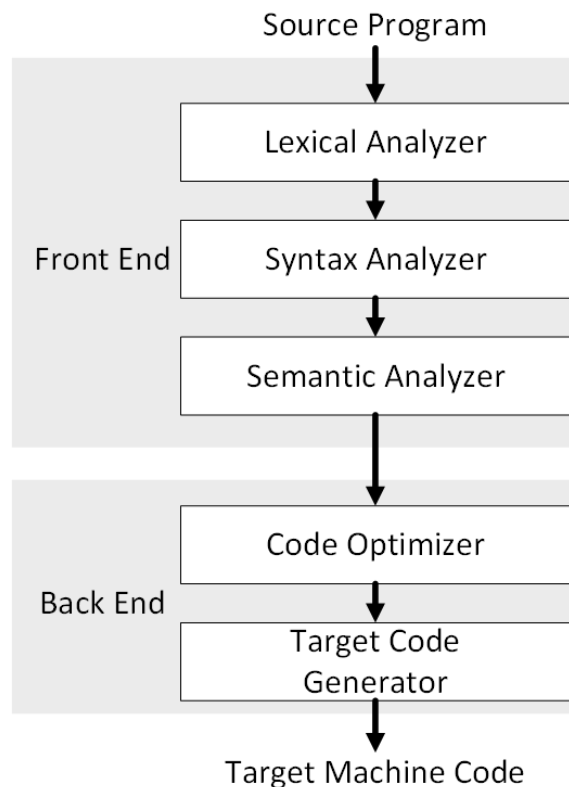 Source Program
Lexical Analyzer
Front End
Syntax Analyzer
Semantic Analyzer
Code Optimizer
Back End
Target Code
Generator
Target Machine Code